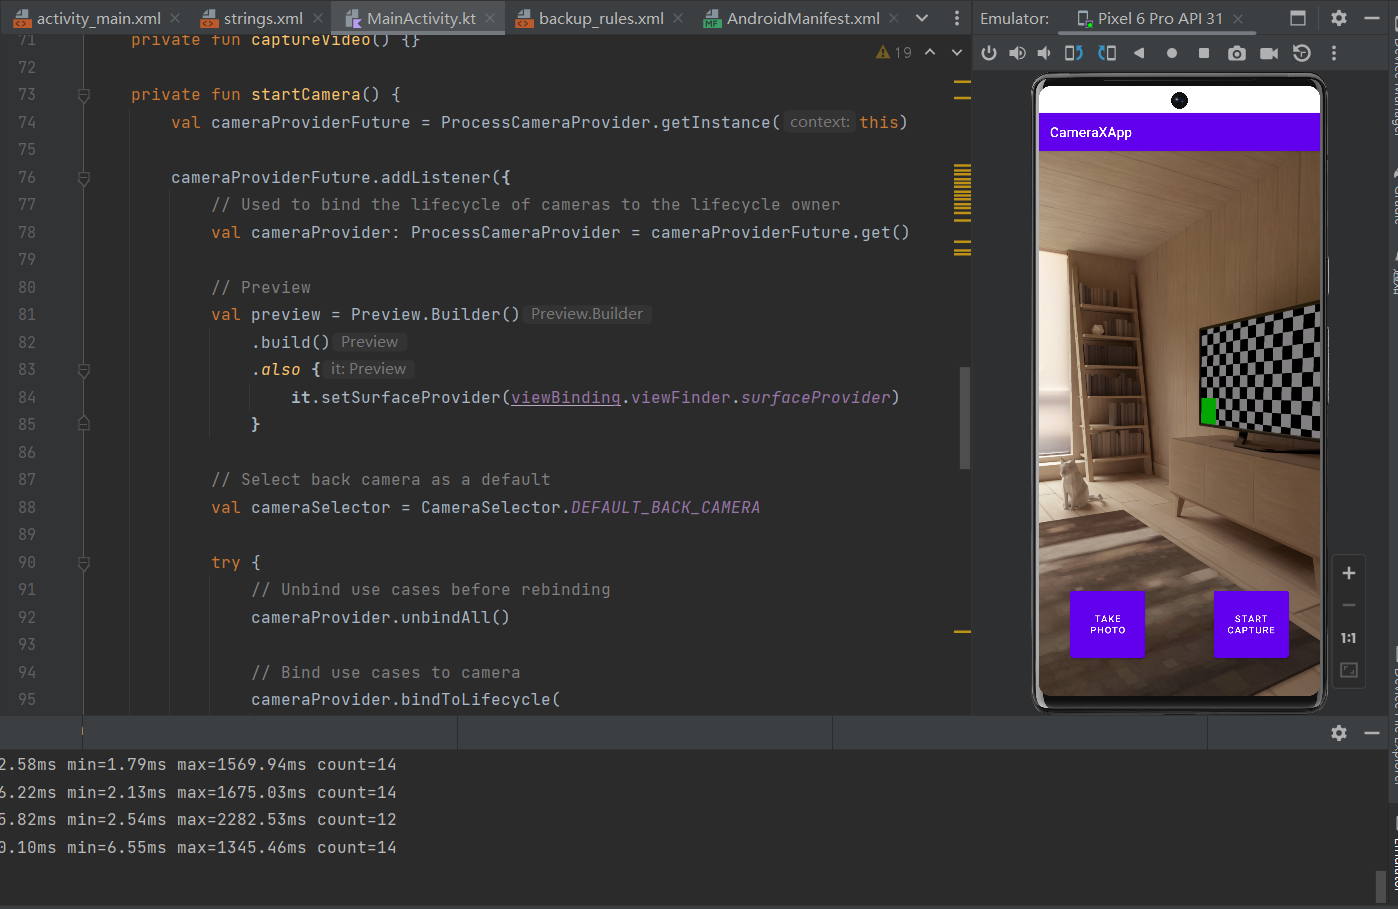 activity_main.xml strings.xml MainActivity.kt backup_rules.xml AndroidManifest.xml
Emulator: Pixel 6 Pro API 31
19
71 private fun captureVideo() {}
72
73 private fun startCamera() {
74 val cameraProviderFuture = ProcessCameraProvider.getInstance( context: this)
75
76 cameraProviderFuture.addListener({
77 // Used to bind the lifecycle of cameras to the lifecycle owner
78 val cameraProvider: ProcessCameraProvider = cameraProviderFuture.get()
79
80 // Preview
81 val preview = Preview.Builder() Preview.Builder
82 .build() Preview
83 .also { it: Preview
84 it.setSurfaceProvider(viewBinding.viewFinder.surfaceProvider)
85 }
86
87 // Select back camera as a default
88 val cameraSelector = CameraSelector.DEFAULT_BACK_CAMERA
89
90 try {
91 // Unbind use cases before rebinding
92 cameraProvider.unbindAll()
93
94 // Bind use cases to camera
95 cameraProvider.bindToLifecycle(
CameraXApp
TAKE
PHOTO
START
CAPTURE
1:1
2.58ms min=1.79ms max=1569.94ms count=14
6.22ms min=2.13ms max=1675.03ms count=14
5.82ms min=2.54ms max=2282.53ms count=12
0.10ms min=6.55ms max=1345.46ms count=14